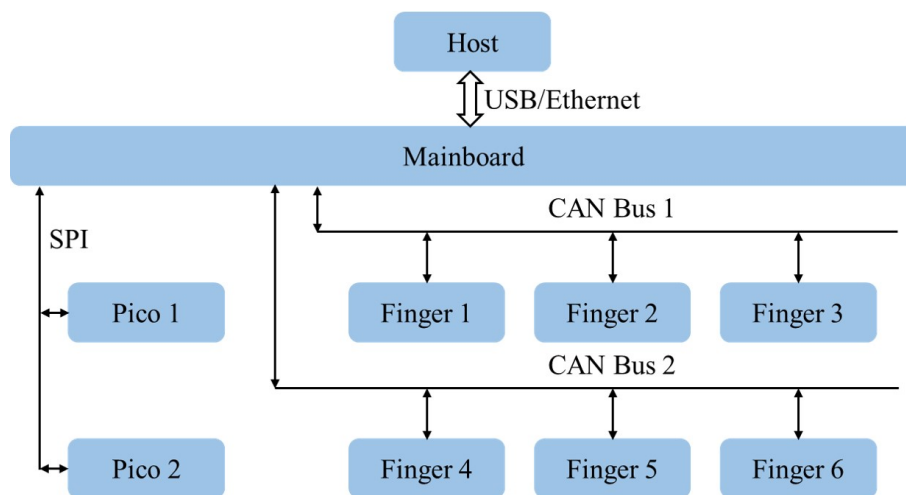 Host
USB/Ethernet
Mainboard
CAN Bus 1
SPI
Pico 1
Finger 1
Finger 2
Finger 3
CAN Bus 2
Pico 2
Finger 4
Finger 5
Finger 6